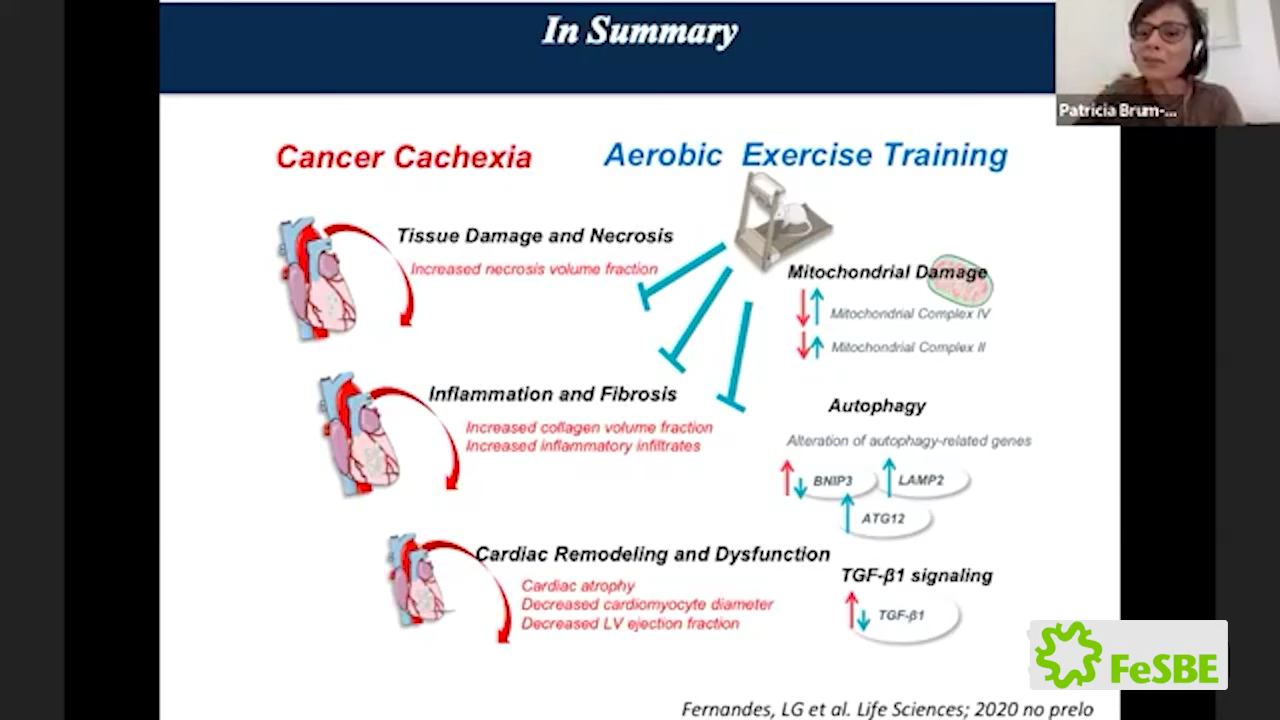 In Summary
Patricia Brum-...
Cancer Cachexia
Aerobic Exercise Training
Tissue Damage and Necrosis
Increased necrosis volume fraction
Mitochondrial Damage
Mitochondrial Complex IV
Mitochondrial Complex II
Inflammation and Fibrosis
Increased collagen volume fraction
Increased inflammatory infiltrates
Autophagy
Alteration of autophagy-related genes
BNIP3
LAMP2
ATG12
Cardiac Remodeling and Dysfunction
Cardiac atrophy
Decreased cardiomyocyte diameter
Decreased LV ejection fraction
TGF-β1 signaling
TGF-β1
FeSBE
Fernandes, LG et al. Life Sciences; 2020 no prelo